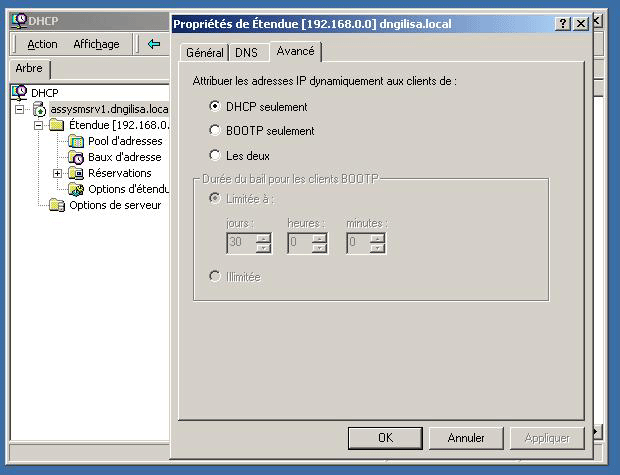 DHCP
Action Affichage
Arbre
DHCP
assysmsrv1.dngilisa.loca
Étendue [192.168.0.
Pool d'adresses
Baux d'adresse
Réservations
Options d'étendu
Options de serveur
Propriétés de Étendue [192.168.0.0] dngilisa.local
Général DNS Avancé
Attribuer les adresses IP dynamiquement aux clients de :
DHCP seulement
BOOTP seulement
Les deux
Durée du bail pour les clients BOOTP
Limitée à :
jours : heures : minutes :
30 0 0
Illimitée
OK Annuler Appliquer